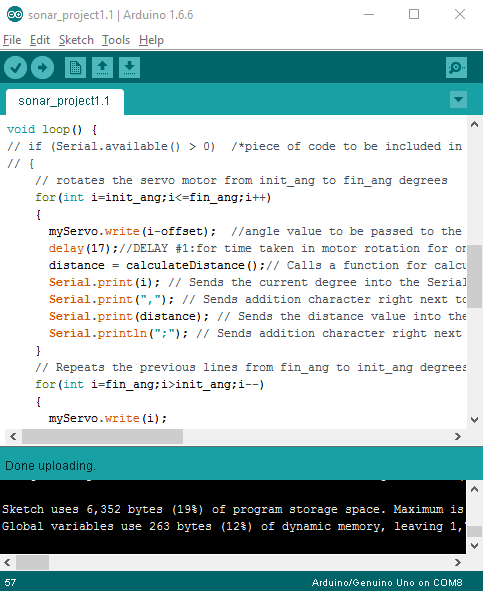 sonar_project1.1 | Arduino 1.6.6
File Edit Sketch Tools Help
sonar_project1.1
void loop() {
// if (Serial.available() > 0)  /*piece of code to be included in
// {
    // rotates the servo motor from init_ang to fin_ang degrees
    for(int i=init_ang;i<=fin_ang;i++)
    {
      myServo.write(i-offset);  //angle value to be passed to the
      delay(17);//DELAY #1:for time taken in motor rotation for
      distance = calculateDistance();// Calls a function for
      Serial.print(i); // Sends the current degree into the
      Serial.print(","); // Sends addition character right next
      Serial.print(distance); // Sends the distance value into
      Serial.println(";"); // Sends addition character right next
    }
    // Repeats the previous lines from fin_ang to init_ang degrees
    for(int i=fin_ang;i>init_ang;i--)
    {
      myServo.write(i);
Done uploading.
Sketch uses 6,352 bytes (19%) of program storage space. Maximum is
Global variables use 263 bytes (12%) of dynamic memory, leaving
57
Arduino/Genuino Uno on COM8